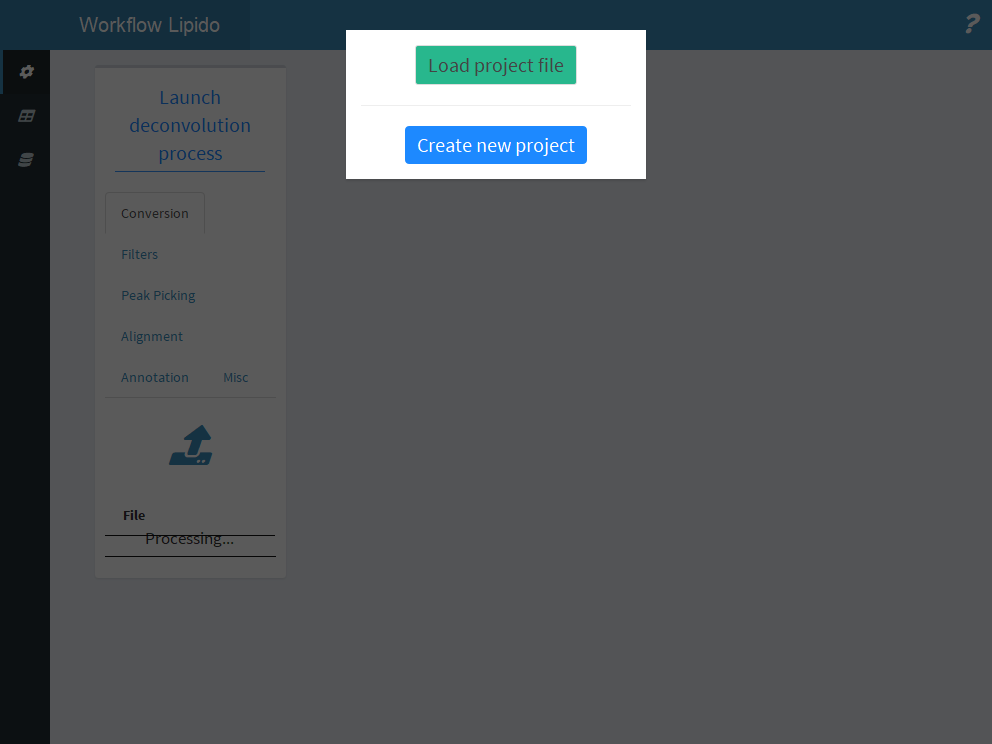 Workflow Lipido
?
Load project file
Create new project
Launch
deconvolution
process
Conversion
Filters
Peak Picking
Alignment
Annotation Misc
File
Processing...